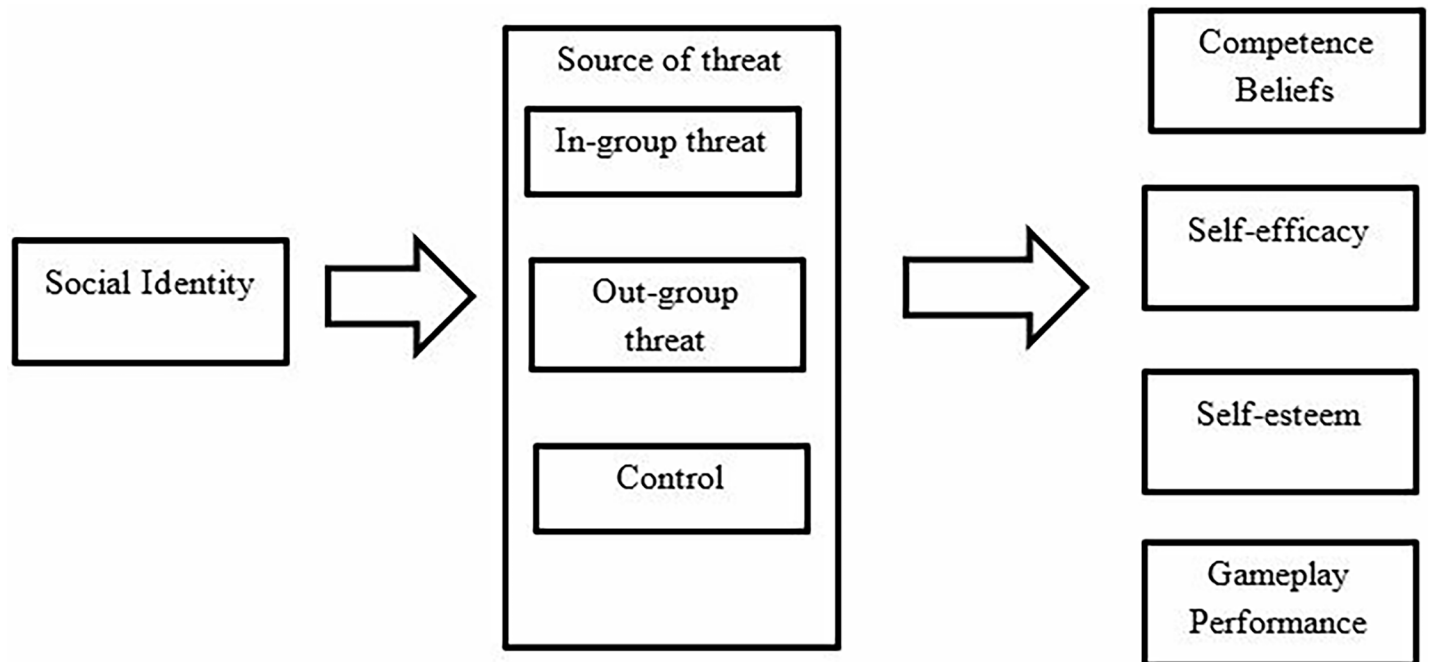 Social Identity
Source of threat
In-group threat
Out-group
threat
Control
Competence
Beliefs
Self-efficacy
Self-esteem
Gameplay
Performance